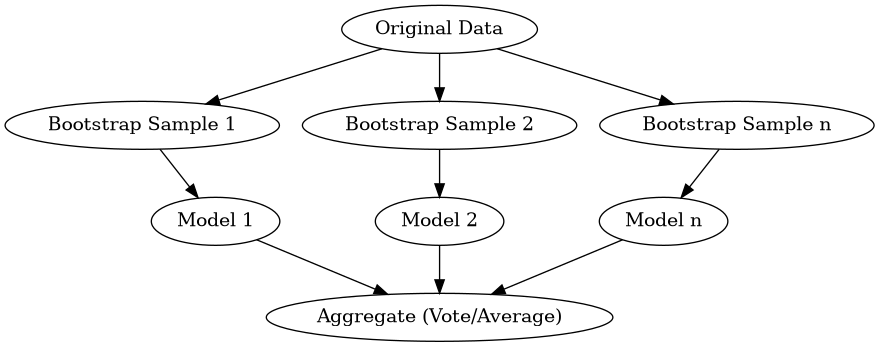 Original Data
Bootstrap Sample 1
Bootstrap Sample 2
Bootstrap Sample n
Model 1
Model 2
Model n
Aggregate (Vote/Average)